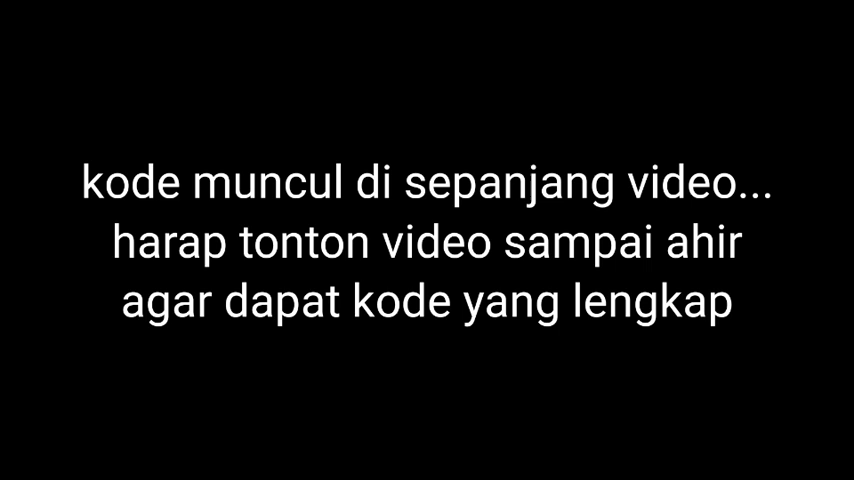 kode muncul di sepanjang video...
harap tonton video sampai ahir
agar dapat kode yang lengkap